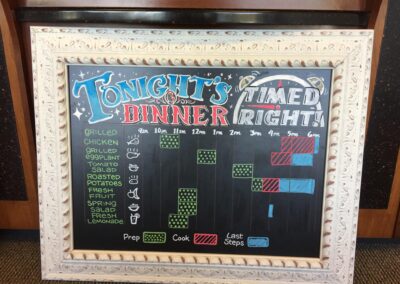 TONIGHT'S DINNER
TIMED RIGHT!
9am 10am 11am 12pm 1pm 2pm 3pm 4pm 5pm 6pm
GRILLED
CHICKEN
GRILLED
EGGPLANT
TOMATO
SALAD
ROASTED
POTATOES
FRESH
FRUIT
SPRING
SALAD
FRESH
LEMONADE
Prep Cook Last Steps